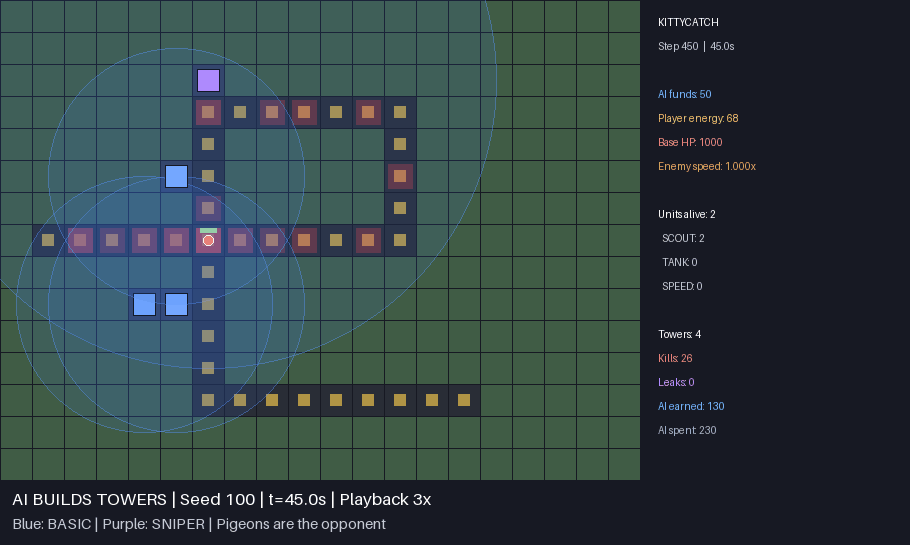 KITTYCATCH
Step 450 | 45.0s
AI funds: 50
Player energy: 68
Base HP: 1000
Enemy speed: 1.000x
Units alive: 2
SCOUT: 2
TANK: 0
SPEED: 0
Towers: 4
Kills: 26
Leaks: 0
AI earned: 130
AI spent: 230
AI BUILDS TOWERS | Seed 100 | t=45.0s | Playback 3x
Blue: BASIC | Purple: SNIPER | Pigeons are the opponent